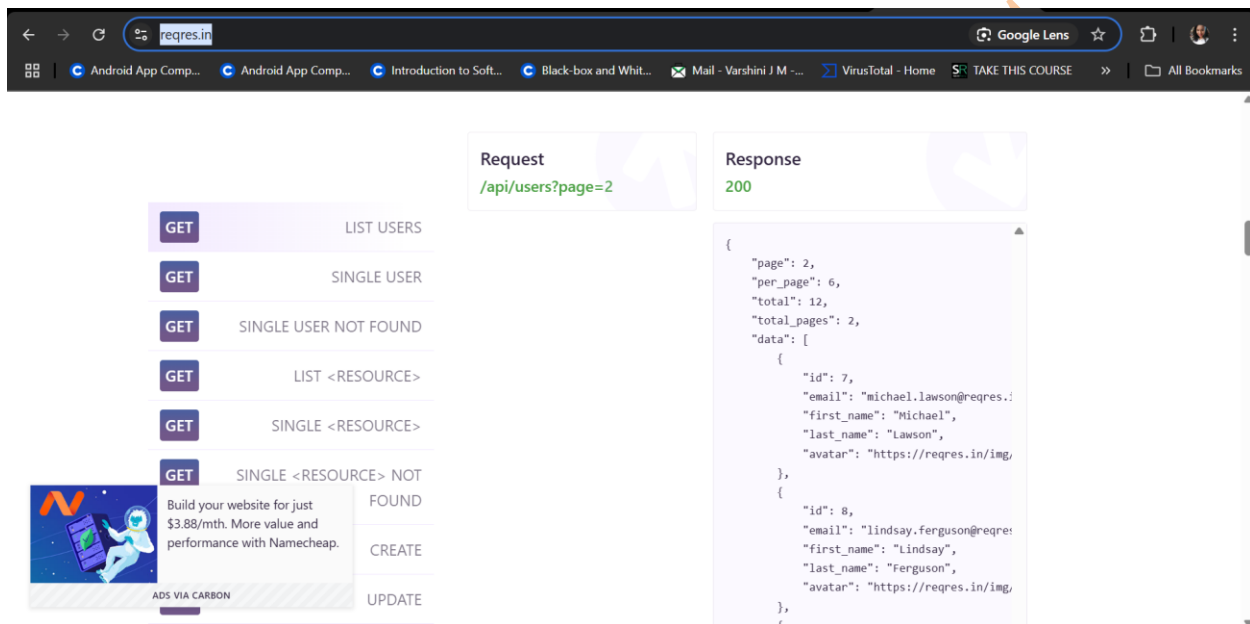 reqres.in
Google Lens
Android App Comp...
Android App Comp...
Introduction to Soft...
Black-box and Whit...
Mail - Varshini J M -...
VirusTotal - Home
SR TAKE THIS COURSE
»
All Bookmarks
Request
/api/users?page=2
Response
200
GET LIST USERS
GET SINGLE USER
GET SINGLE USER NOT FOUND
GET LIST <RESOURCE>
GET SINGLE <RESOURCE>
GET SINGLE <RESOURCE> NOT
FOUND
CREATE
UPDATE
Build your website for just
$3.88/mth. More value and
performance with Namecheap.
ADS VIA CARBON
{
"page": 2,
"per_page": 6,
"total": 12,
"total_pages": 2,
"data": [
{
"id": 7,
"email": "michael.lawson@reqres.i
"first_name": "Michael",
"last_name": "Lawson",
"avatar": "https://reqres.in/img/
},
{
"id": 8,
"email": "lindsay.ferguson@reqres
"first_name": "Lindsay",
"last_name": "Ferguson",
"avatar": "https://reqres.in/img/
},
{